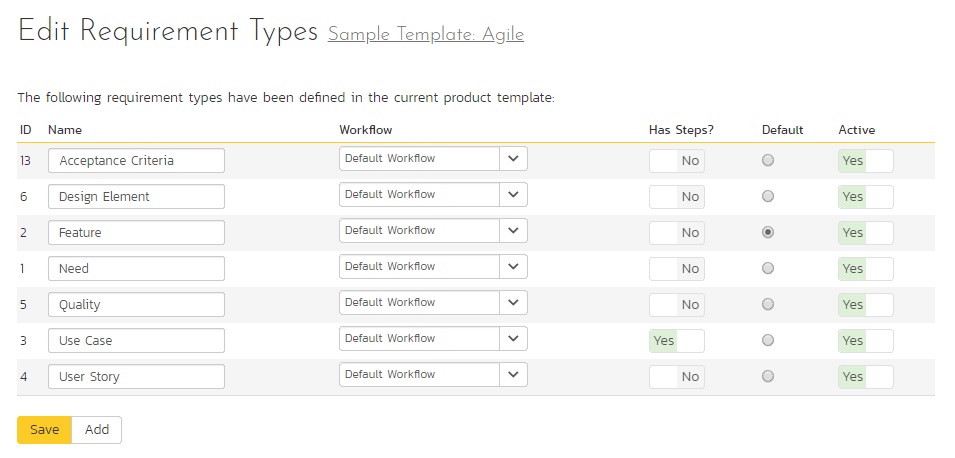 Edit Requirement Types Sample Template: Agile
The following requirement types have been defined in the current product template:
ID Name Workflow Has Steps? Default Active
13 Acceptance Criteria Default Workflow No Yes
6 Design Element Default Workflow No Yes
2 Feature Default Workflow No Yes
1 Need Default Workflow No Yes
5 Quality Default Workflow No Yes
3 Use Case Default Workflow Yes Yes
4 User Story Default Workflow No Yes
Save Add